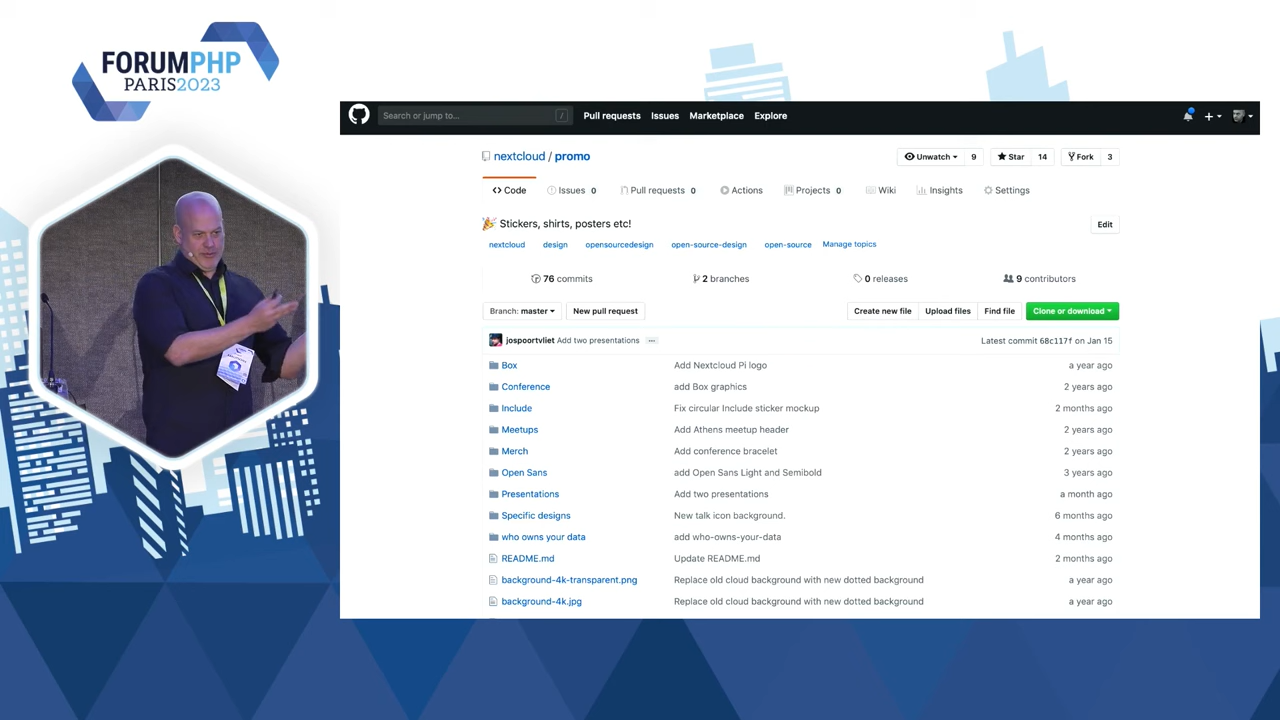 FORUMPHP
PARIS2023
Search or jump to... /
Pull requests Issues Marketplace Explore
nextcloud / promo
Unwatch 9 Star 14 Fork 3
Code Issues 0 Pull requests 0 Actions Projects 0 Wiki Insights Settings
Stickers, shirts, posters etc! Edit
nextcloud design opensourcedesign open-source-design open-source Manage topics
76 commits 2 branches 0 releases 9 contributors
Branch: master New pull request Create new file Upload files Find file Clone or download
jospoortvliet Add two presentations ... Latest commit 68c117f on Jan 15
Box Add Nextcloud Pi logo a year ago
Conference add Box graphics 2 years ago
Include Fix circular Include sticker mockup 2 months ago
Meetups Add Athens meetup header 2 years ago
Merch Add conference bracelet 2 years ago
Open Sans add Open Sans Light and Semibold 3 years ago
Presentations Add two presentations a month ago
Specific designs New talk icon background. 6 months ago
who owns your data add who-owns-your-data 4 months ago
README.md Update README.md 2 months ago
background-4k-transparent.png Replace old cloud background with new dotted background a year ago
background-4k.jpg Replace old cloud background with new dotted background a year ago